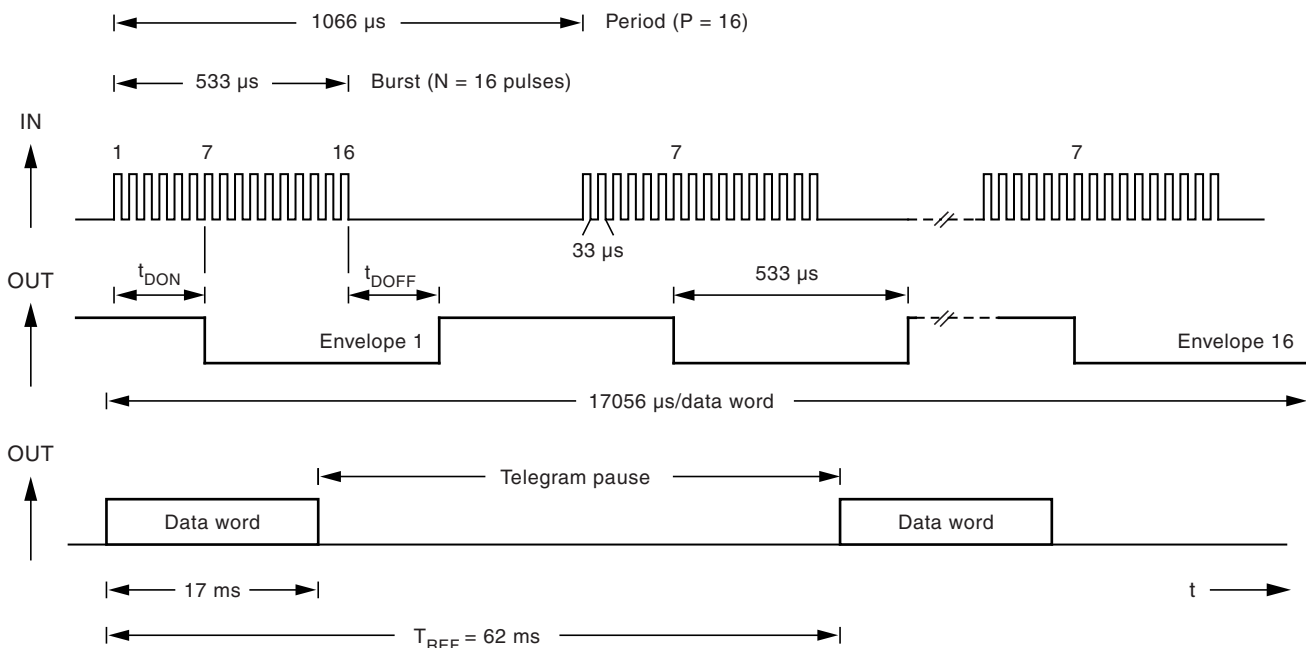 1066 µs Period (P = 16)
533 µs Burst (N = 16 pulses)
IN
1 7 16 7 7
33 µs
OUT
tDON tDOFF 533 µs
Envelope 1 Envelope 16
17056 µs/data word
OUT
Telegram pause
Data word Data word
17 ms t
TREF = 62 ms